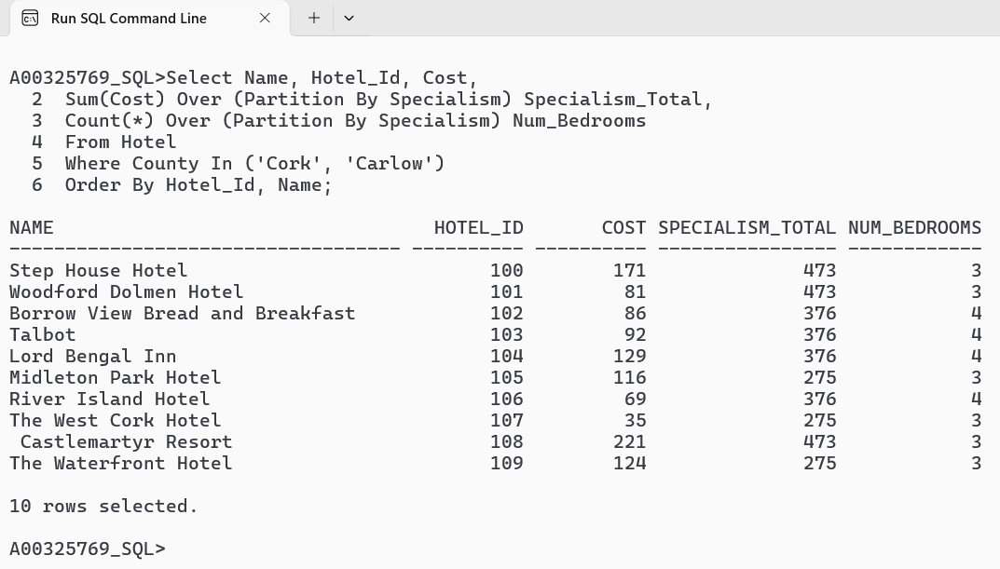 Run SQL Command Line
A00325769_SQL>Select Name, Hotel_Id, Cost,
  2  Sum(Cost) Over (Partition By Specialism) Specialism_Total,
  3  Count(*) Over (Partition By Specialism) Num_Bedrooms
  4  From Hotel
  5  Where County In ('Cork', 'Carlow')
  6  Order By Hotel_Id, Name;
NAME                                    HOTEL_ID       COST SPECIALISM_TOTAL NUM_BEDROOMS
----------------------------------- ---------- ---------- ---------------- ------------
Step House Hotel                           100        171              473            3
Woodford Dolmen Hotel                      101         81              473            3
Borrow View Bread and Breakfast            102         86              376            4
Talbot                                     103         92              376            4
Lord Bengal Inn                            104        129              376            4
Midleton Park Hotel                        105        116              275            3
River Island Hotel                         106         69              376            4
The West Cork Hotel                        107         35              275            3
 Castlemartyr Resort                       108        221              473            3
The Waterfront Hotel                       109        124              275            3
10 rows selected.
A00325769_SQL>